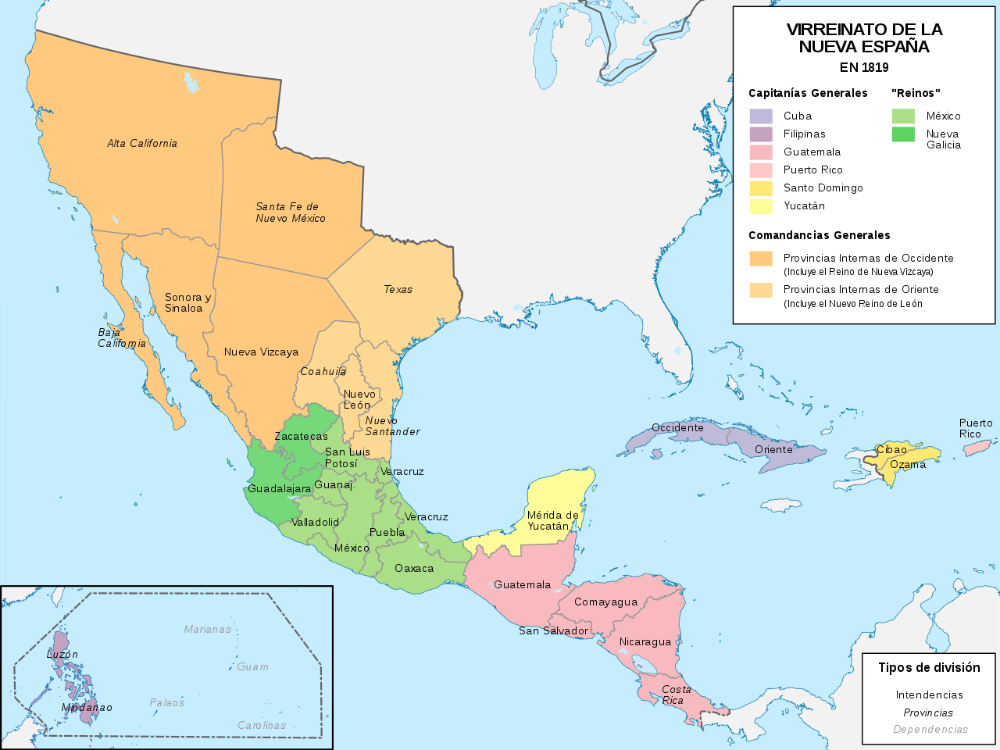 VIRREINATO DE LA
NUEVA ESPAÑA
EN 1819
Capitanías Generales
Cuba
Filipinas
Guatemala
Puerto Rico
Santo Domingo
Yucatán
"Reinos"
México
Nueva
Galicia
Comandancias Generales
Provincias Internas de Occidente
(Incluye el Reino de Nueva Vizcaya)
Provincias Internas de Oriente
(Incluye el Nuevo Reino de León
Alta California
Santa Fe de
Nuevo México
Texas
Sonora y
Sinaloa
Baja
California
Nueva Vizcaya
Coahuila
Nuevo
León
Nuevo
Santander
Zacatecas
San Luis
Potosí
Veracruz
Guadalajara
Guanaj.
Valladolid
Veracruz
Puebla
México
Oaxaca
Mérida de
Yucatán
Guatemala
Comayagua
San Salvador
Nicaragua
Costa
Rica
Occidente
Oriente
Cibao
Ozama
Puerto
Rico
Marianas
Luzón
Guam
Palaos
Mindanao
Carolinas
Tipos de división
Intendencias
Provincias
Dependencias